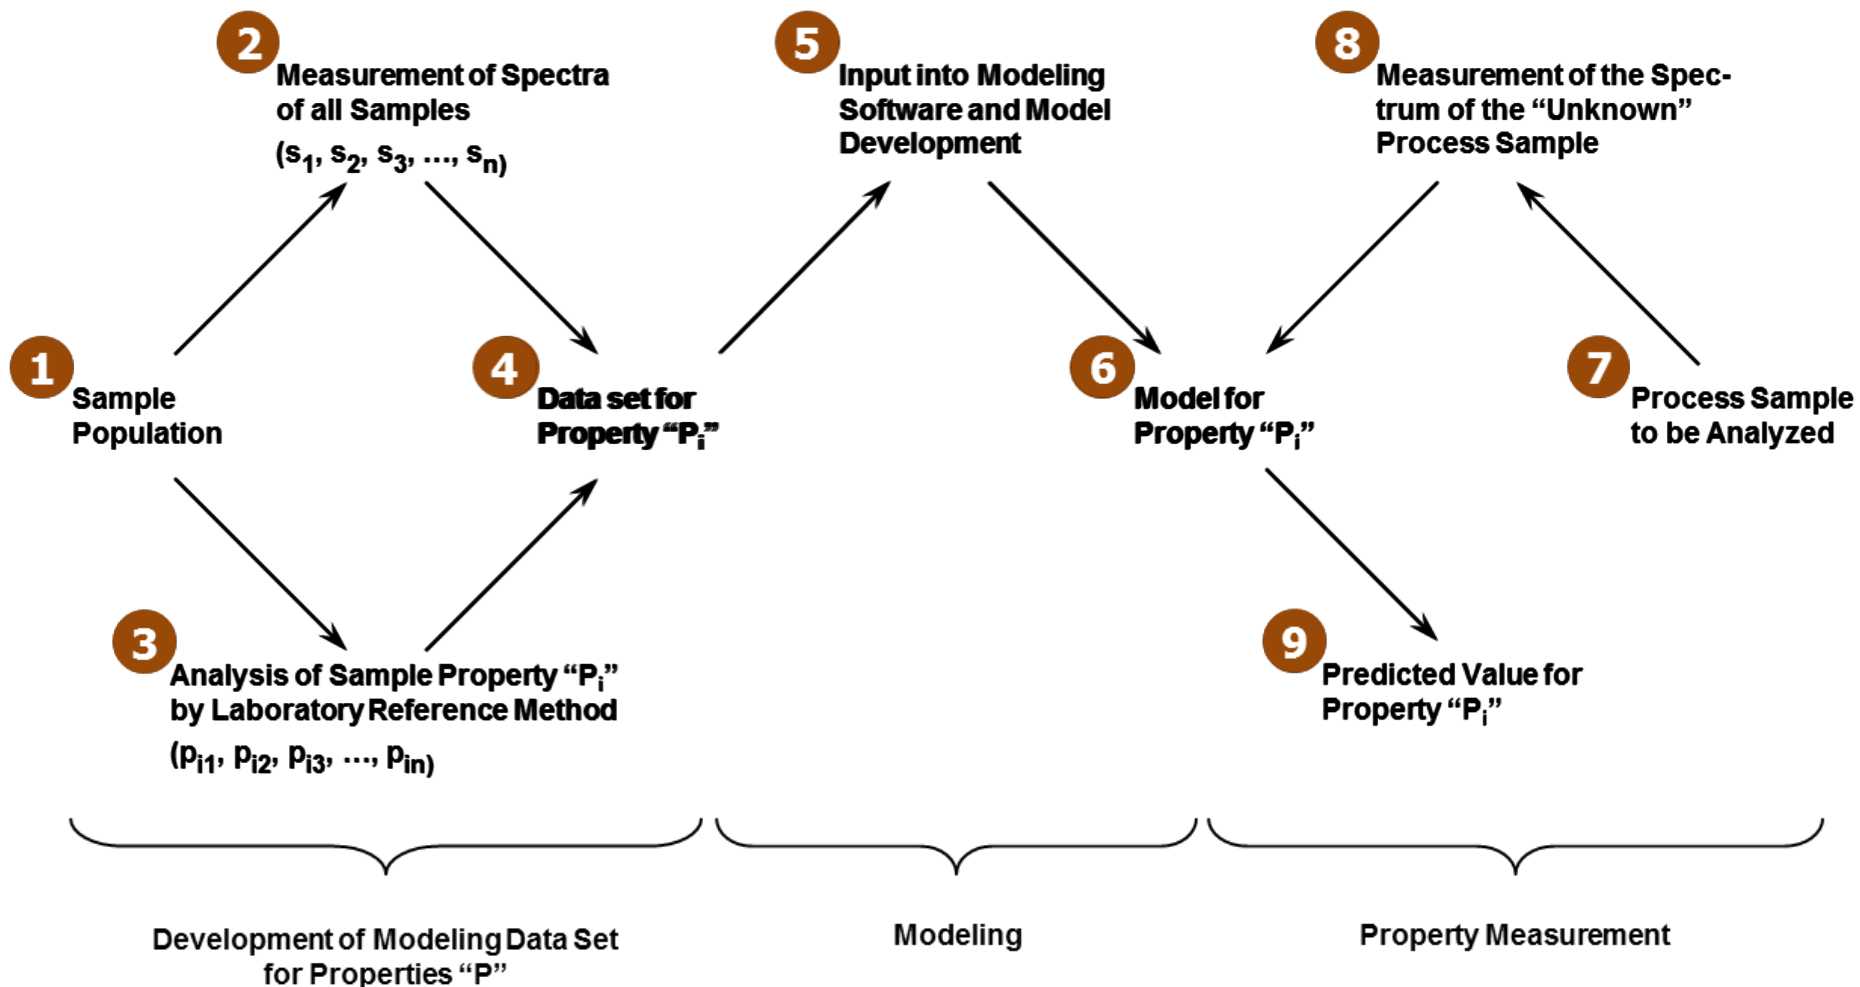 2
Measurement of Spectra
of all Samples
(s1, s2, s3, ..., sn)
5
Input into Modeling
Software and Model
Development
8
Measurement of the Spec-
trum of the “Unknown”
Process Sample
1
Sample
Population
4
Data set for
Property “Pi”
6
Model for
Property “Pi”
7
Process Sample
to be Analyzed
3
Analysis of Sample Property “Pi”
by Laboratory Reference Method
(pi1, pi2, pi3, ..., pin)
9
Predicted Value for
Property “Pi”
Development of Modeling Data Set
for Properties “P”
Modeling
Property Measurement